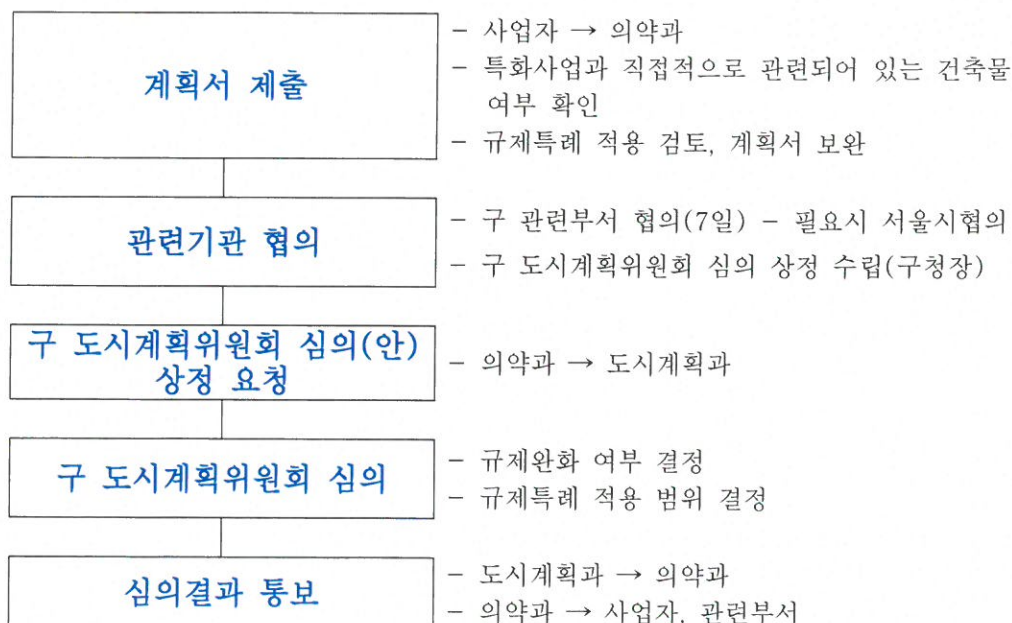 계획서 제출
- 사업자 → 의약과
- 특화사업과 직접적으로 관련되어 있는 건축물
여부 확인
- 규제특례 적용 검토, 계획서 보완
관련기관 협의
- 구 관련부서 협의(7일) - 필요시 서울시협의
- 구 도시계획위원회 심의 상정 수립(구청장)
구 도시계획위원회 심의(안)
상정 요청
- 의약과 → 도시계획과
구 도시계획위원회 심의
- 규제완화 여부 결정
- 규제특례 적용 범위 결정
심의결과 통보
- 도시계획과 → 의약과
- 의약과 → 사업자, 관련부서